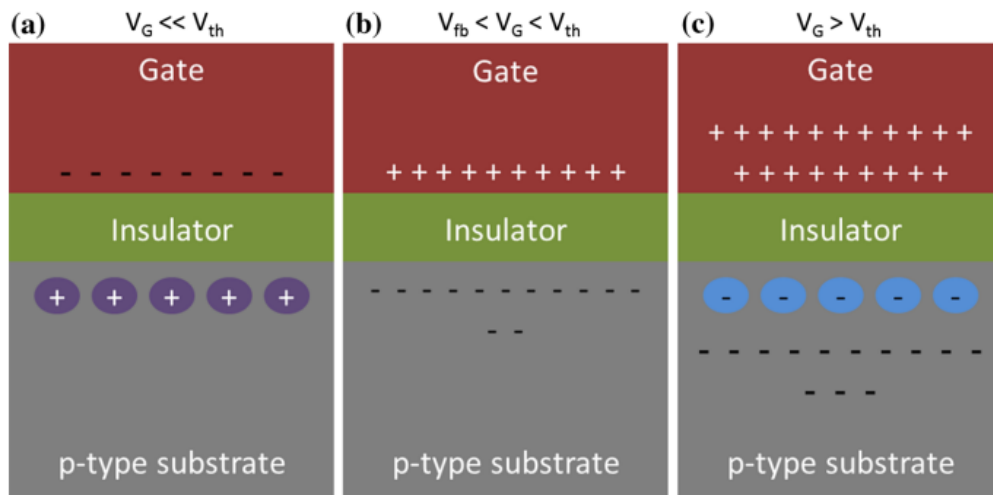 (a) V_G << V_th
(b) V_fb < V_G < V_th
(c) V_G > V_th
Gate
Gate
Gate
+ + + + + + + + + + +
- - - - - - - -
+ + + + + + + + + +
+ + + + + + + + +
Insulator
Insulator
Insulator
+ + + + +
- - - - - - - - - - - -
- - - - -
- -
- - - - - - - - - -
- - -
p-type substrate
p-type substrate
p-type substrate